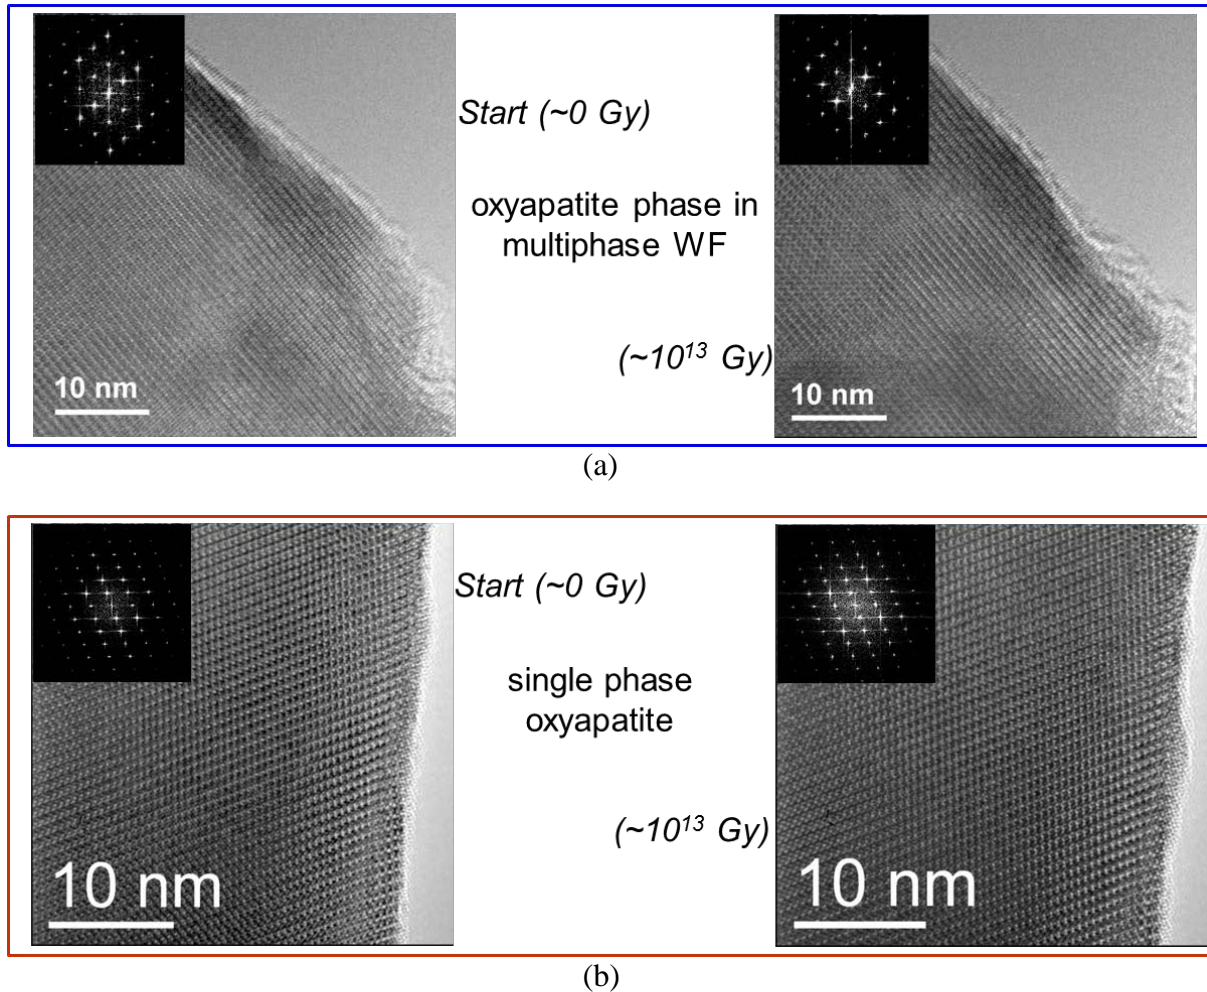 Start (~0 Gy)
oxyapatite phase in
multiphase WF
(~10¹³ Gy)
10 nm
10 nm
(a)
Start (~0 Gy)
single phase
oxyapatite
(~10¹³ Gy)
10 nm
10 nm
(b)